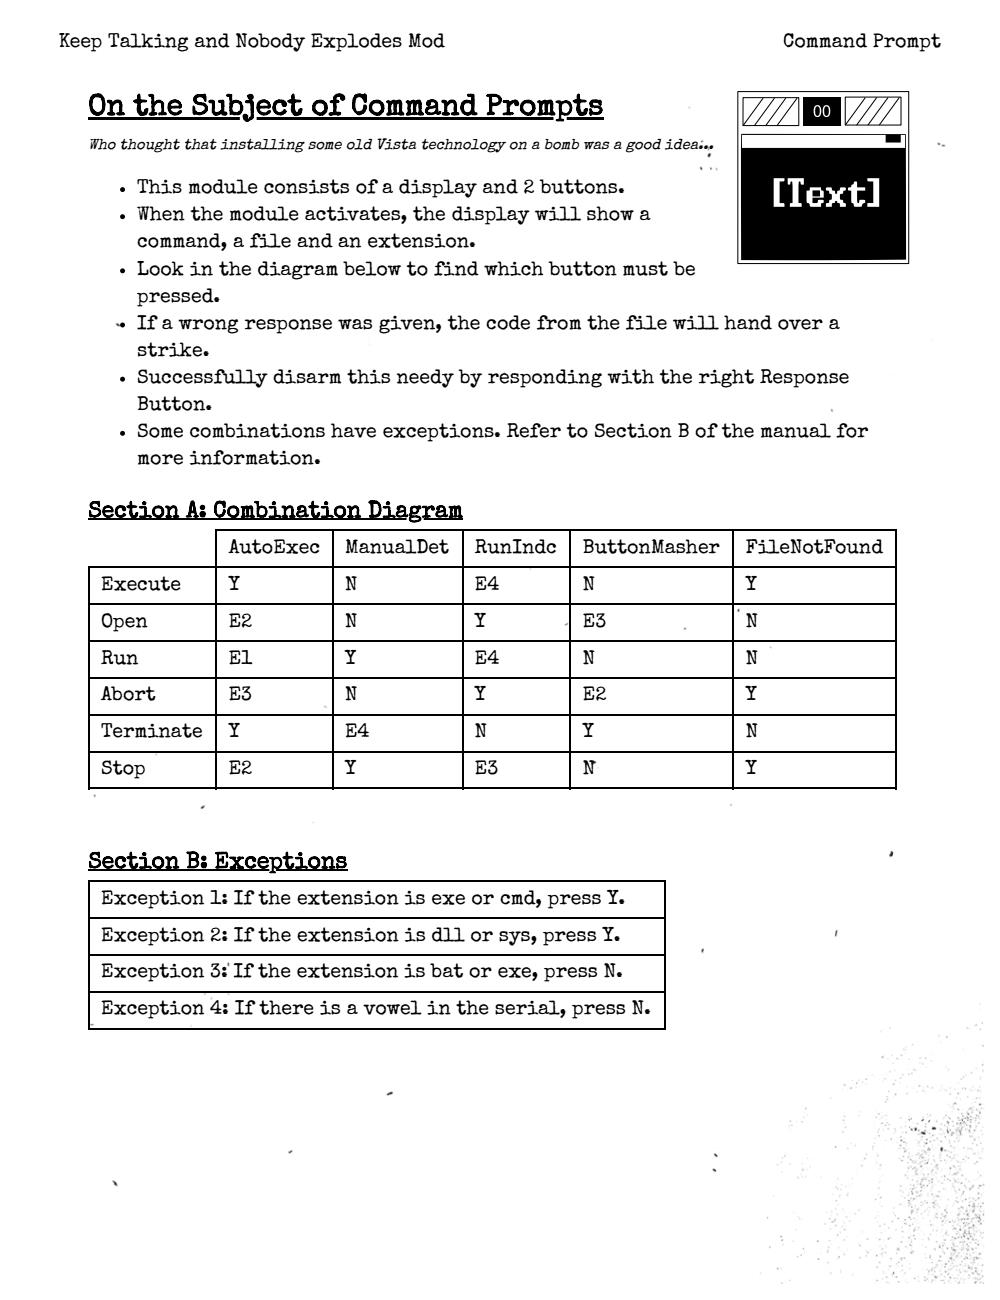 Keep Talking and Nobody Explodes Mod Command Prompt
On the Subject of Command Prompts
Who thought that installing some old Vista technology on a bomb was a good idea...
00
[Text]
• This module consists of a display and 2 buttons.
• When the module activates, the display will show a
command, a file and an extension.
• Look in the diagram below to find which button must be
pressed.
• If a wrong response was given, the code from the file will hand over a
strike.
• Successfully disarm this needy by responding with the right Response
Button.
• Some combinations have exceptions. Refer to Section B of the manual for
more information.
Section A: Combination Diagram
AutoExec ManualDet RunIndc ButtonMasher FileNotFound
Execute Y N E4 N Y
Open E2 N Y E3 N
Run E1 Y E4 N N
Abort E3 N Y E2 Y
Terminate Y E4 N Y N
Stop E2 Y E3 N Y
Section B: Exceptions
Exception 1: If the extension is exe or cmd, press Y.
Exception 2: If the extension is dll or sys, press Y.
Exception 3: If the extension is bat or exe, press N.
Exception 4: If there is a vowel in the serial, press N.